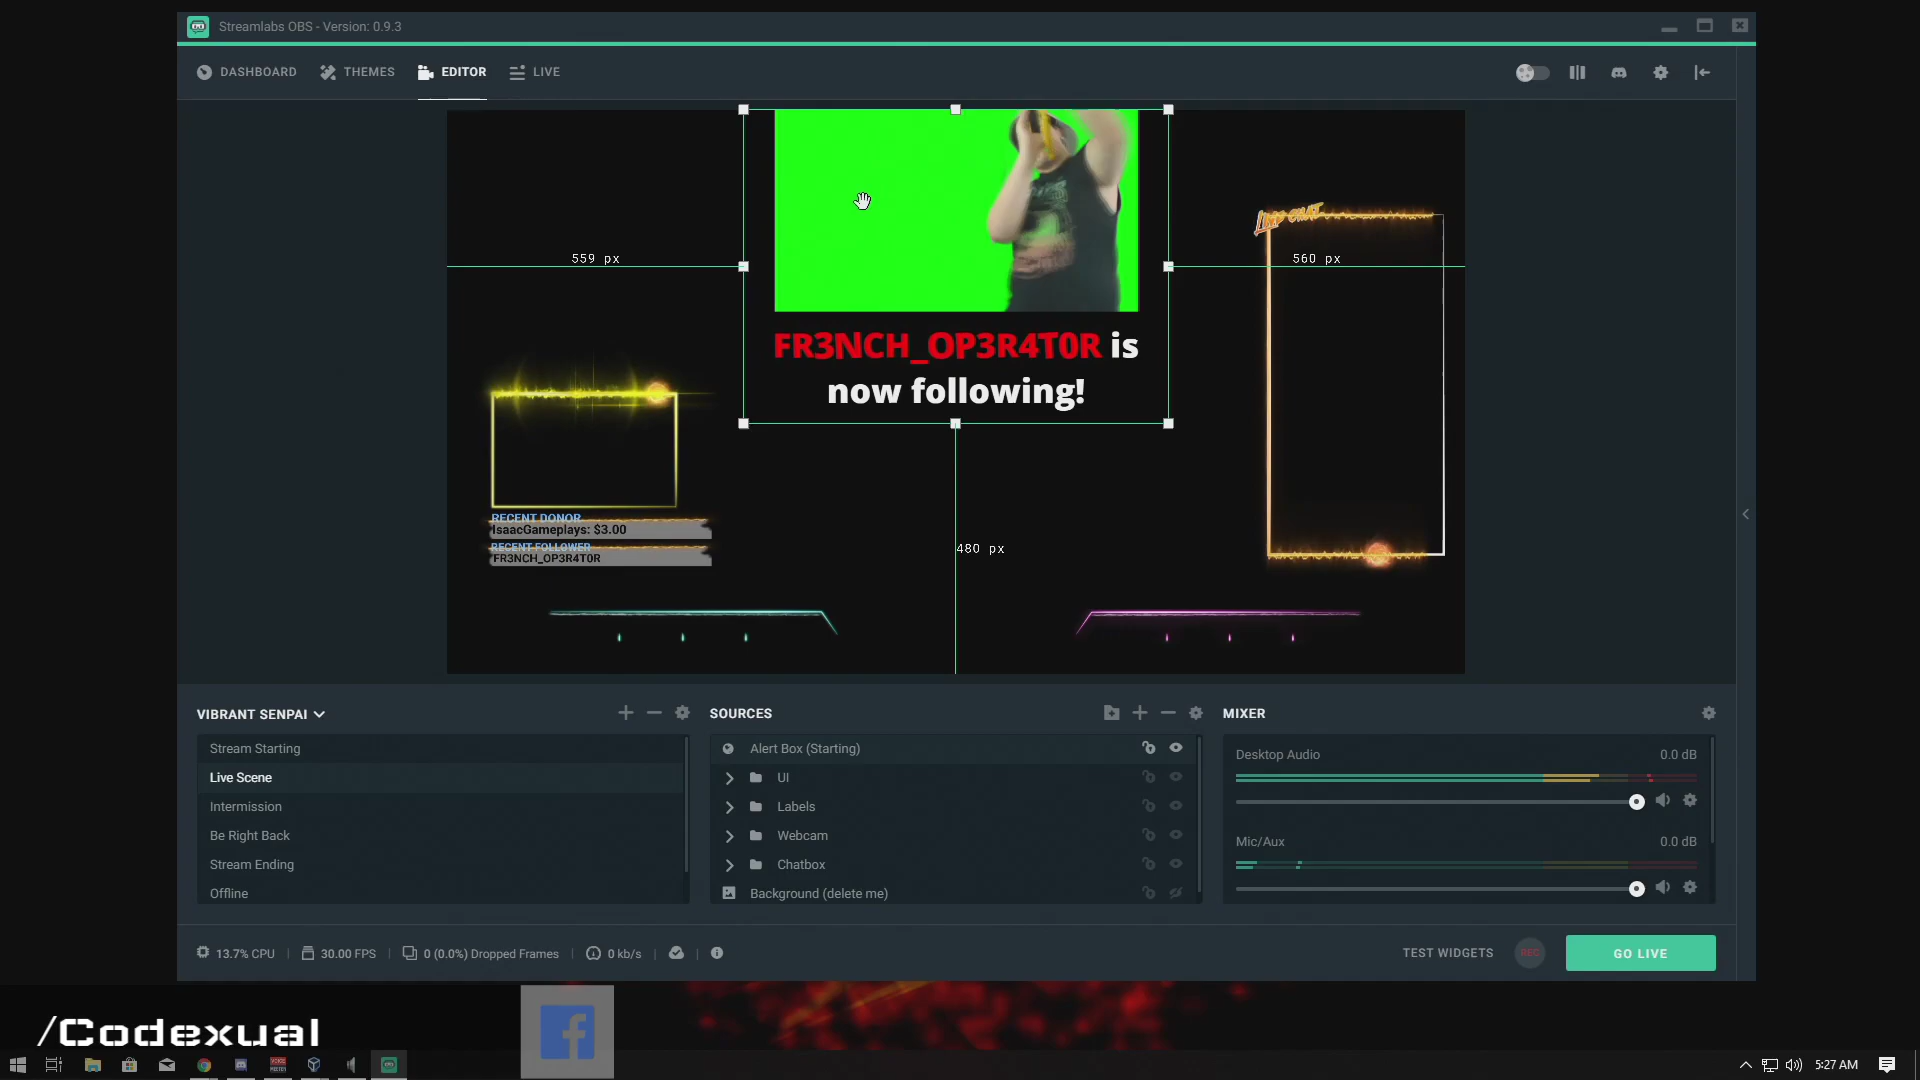 Streamlabs OBS - Version: 0.9.3
DASHBOARD
THEMES
EDITOR
LIVE
559 px
560 px
LIVE CHAT
FR3NCH_OP3R4T0R is
now following!
RECENT DONOR
IsaacGameplays: $3.00
RECENT FOLLOWER
FR3NCH_OP3R4T0R
480 px
VIBRANT SENPAI
Stream Starting
Live Scene
Intermission
Be Right Back
Stream Ending
Offline
SOURCES
Alert Box (Starting)
UI
Labels
Webcam
Chatbox
Background (delete me)
MIXER
Desktop Audio
0.0 dB
Mic/Aux
0.0 dB
13.7% CPU
30.00 FPS
0 (0.0%) Dropped Frames
0 kb/s
TEST WIDGETS
REC
GO LIVE
/Codexual
5:27 AM